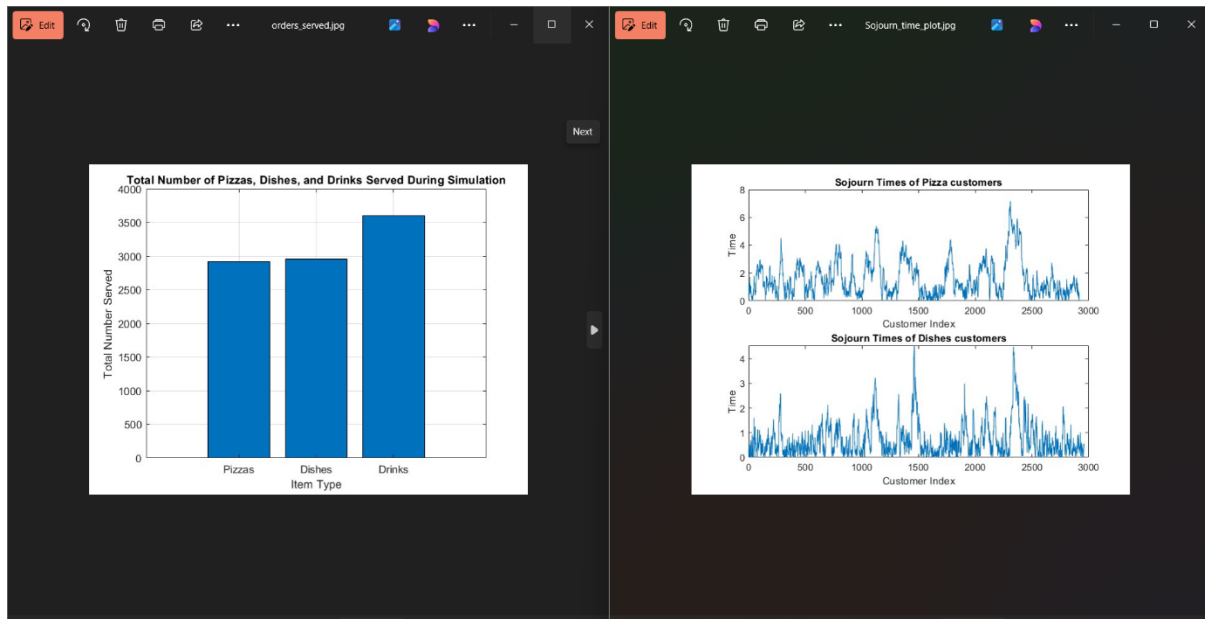 Edit
orders_served.jpg
Next
Total Number of Pizzas, Dishes, and Drinks Served During Simulation
4000
3500
3000
2500
2000
1500
1000
500
0
Total Number Served
Pizzas Dishes Drinks
Item Type
Edit
Sojourn_time_plot.jpg
Sojourn Times of Pizza customers
8
6
4
2
0
Time
0 500 1000 1500 2000 2500 3000
Customer Index
Sojourn Times of Dishes customers
4
3
2
1
0
Time
0 500 1000 1500 2000 2500 3000
Customer Index